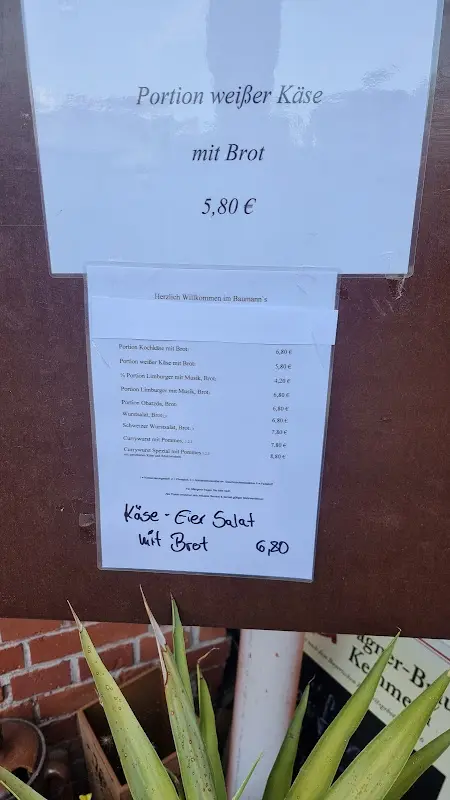 Portion weißer Käse
mit Brot
5,80 €
Herzlich Willkommen im Baumann´s
Portion Kochkäse mit Brot 6,80 €
Portion weißer Käse mit Brot 5,80 €
½ Portion Limburger mit Musik, Brot 4,20 €
Portion Limburger mit Musik, Brot 6,80 €
Portion Obatzda, Brot 6,80 €
Wurstsalat, Brot 6,80 €
Schweizer Wurstsalat, Brot 7,80 €
Currywurst mit Pommes 7,80 €
Currywurst Spezial mit Pommes 8,80 €
Käse - Eier Salat
mit Brot 6,80